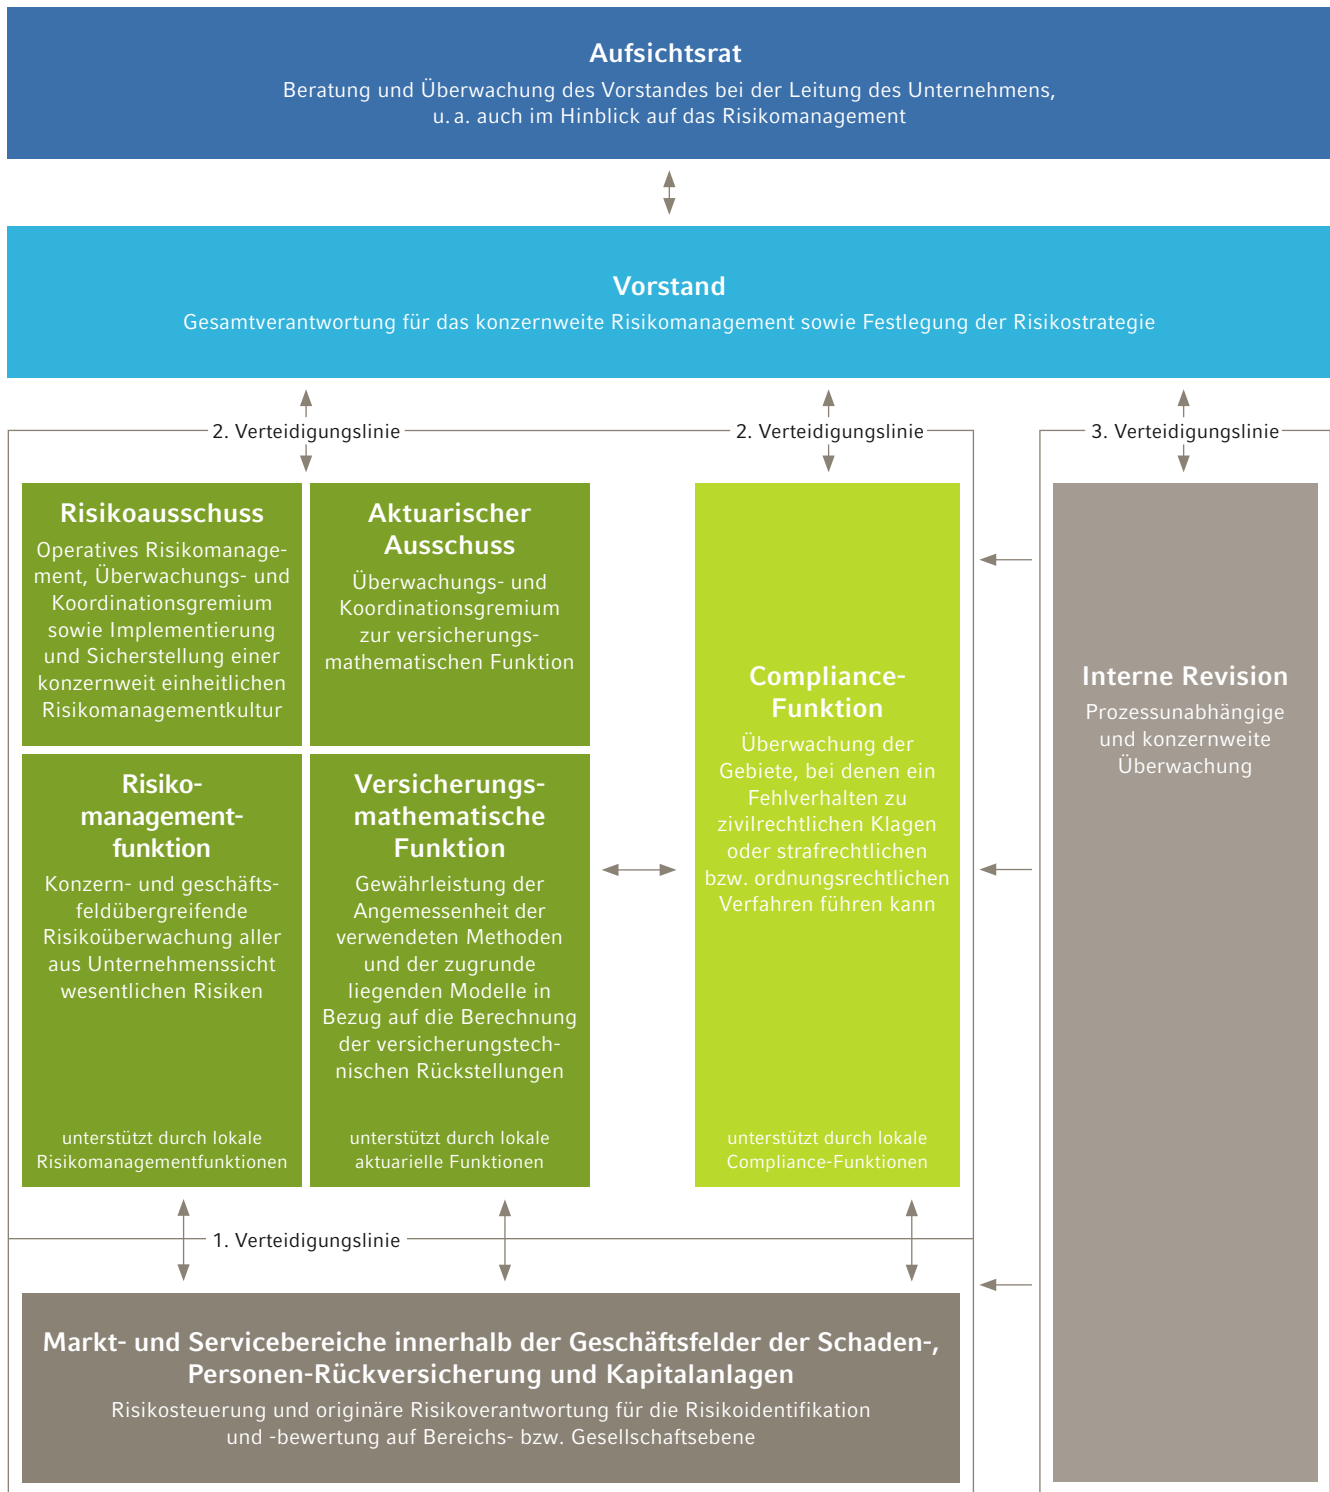 Aufsichtsrat
Beratung und Überwachung des Vorstandes bei der Leitung des Unternehmens,
u. a. auch im Hinblick auf das Risikomanagement
Vorstand
Gesamtverantwortung für das konzernweite Risikomanagement sowie Festlegung der Risikostrategie
2. Verteidigungslinie
2. Verteidigungslinie
3. Verteidigungslinie
Risikoausschuss
Operatives Risikomanage-
ment, Überwachungs- und
Koordinationsgremium
sowie Implementierung
und Sicherstellung einer
konzernweit einheitlichen
Risikomanagementkultur
Aktuarischer
Ausschuss
Überwachungs- und
Koordinationsgremium
zur versicherungs-
mathematischen Funktion
Risiko-
management-
funktion
Konzern- und geschäfts-
feldübergreifende
Risikoüberwachung aller
aus Unternehmenssicht
wesentlichen Risiken
unterstützt durch lokale
Risikomanagementfunktionen
Versicherungs-
mathematische
Funktion
Gewährleistung der
Angemessenheit der
verwendeten Methoden
und der zugrunde
liegenden Modelle in
Bezug auf die Berechnung
der versicherungstech-
nischen Rückstellungen
unterstützt durch lokale
aktuarielle Funktionen
Compliance-
Funktion
Überwachung der
Gebiete, bei denen ein
Fehlverhalten zu
zivilrechtlichen Klagen
oder strafrechtlichen
bzw. ordnungsrechtlichen
Verfahren führen kann
unterstützt durch lokale
Compliance-Funktionen
Interne Revision
Prozessunabhängige
und konzernweite
Überwachung
1. Verteidigungslinie
Markt- und Servicebereiche innerhalb der Geschäftsfelder der Schaden-,
Personen-Rückversicherung und Kapitalanlagen
Risikosteuerung und originäre Risikoverantwortung für die Risikoidentifikation
und -bewertung auf Bereichs- bzw. Gesellschaftsebene